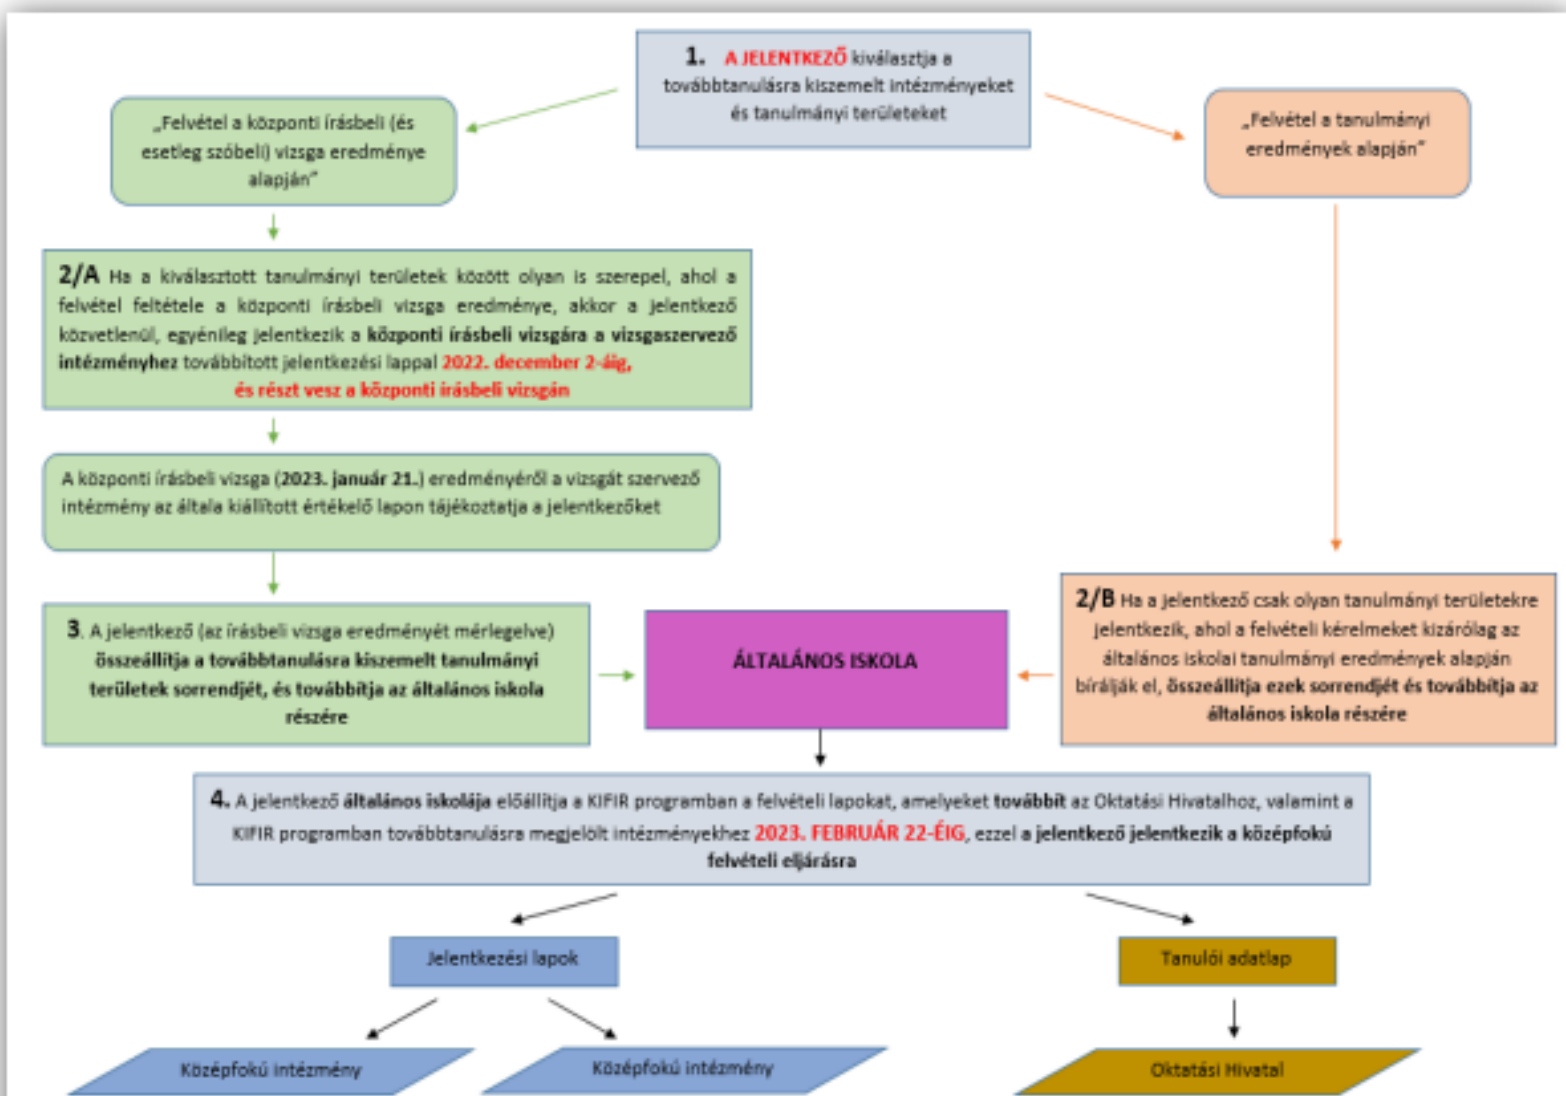 1. A JELENTKEZŐ kiválasztja a
továbbtanulásra kiszemelt intézményeket
és tanulmányi területeket
„Felvétel a központi írásbeli (és
esetleg szóbeli) vizsga eredménye
alapján”
„Felvétel a tanulmányi
eredmények alapján”
2/A Ha a kiválasztott tanulmányi területek között olyan is szerepel, ahol a
felvétel feltétele a központi írásbeli vizsga eredménye, akkor a jelentkező
közvetlenül, egyénileg jelentkezik a központi írásbeli vizsgára a vizsgaszervező
intézményhez továbbított jelentkezési lappal 2022. december 2-áig,
és részt vesz a központi írásbeli vizsgán
A központi írásbeli vizsga (2023. január 21.) eredményéről a vizsgát szervező
intézmény az általa kiállított értékelő lapon tájékoztatja a jelentkezőket
3. A jelentkező (az írásbeli vizsga eredményét mérlegelve)
összeállítja a továbbtanulásra kiszemelt tanulmányi
területek sorrendjét, és továbbítja az általános iskola
részére
ÁLTALÁNOS ISKOLA
2/B Ha a jelentkező csak olyan tanulmányi területekre
jelentkezik, ahol a felvételi kérelmeket kizárólag az
általános iskolai tanulmányi eredmények alapján
bírálják el, összeállítja ezek sorrendjét és továbbítja az
általános iskola részére
4. A jelentkező általános iskolája előállítja a KIFIR programban a felvételi lapokat, amelyeket továbbít az Oktatási Hivatalhoz, valamint a
KIFIR programban továbbtanulásra megjelölt intézményekhez 2023. FEBRUÁR 22-ÉIG, ezzel a jelentkező jelentkezik a középfokú
felvételi eljárásra
Jelentkezési lapok
Tanulói adatlap
Középfokú intézmény
Középfokú intézmény
Oktatási Hivatal